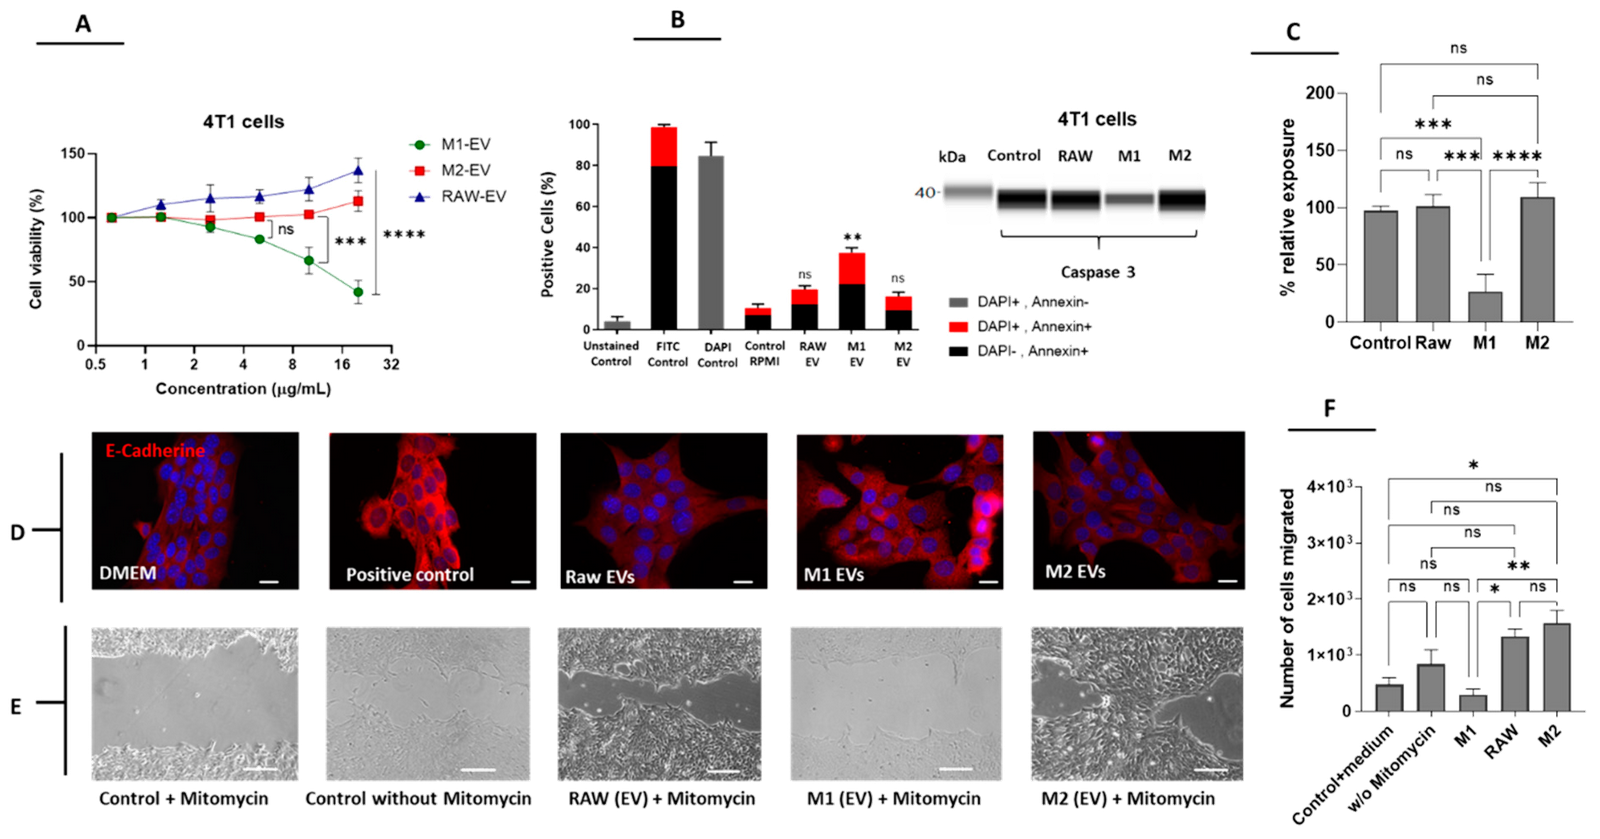 A
4T1 cells
Cell viability (%)
150
100
50
0
0.5 1 2 4 8 16 32
Concentration (μg/mL)
M1-EV
M2-EV
RAW-EV
ns
***
****
B
Positive Cells (%)
100
80
60
40
20
0
ns
**
ns
Unstained Control
FITC Control
DAPI Control
Control RPMI
RAW EV
M1 EV
M2 EV
4T1 cells
kDa Control RAW M1 M2
40-
Caspase 3
DAPI+ , Annexin-
DAPI+ , Annexin+
DAPI- , Annexin+
C
% relative exposure
200
150
100
50
0
ns
ns
***
ns *** ****
Control Raw M1 M2
D
E-Cadherine
DMEM
Positive control
Raw EVs
M1 EVs
M2 EVs
E
Control + Mitomycin
Control without Mitomycin
RAW (EV) + Mitomycin
M1 (EV) + Mitomycin
M2 (EV) + Mitomycin
F
Number of cells migrated
4×10³
3×10³
2×10³
1×10³
0
*
ns
ns
ns
ns **
ns ns * ns
Control+medium
w/o Mitomycin
M1
RAW
M2